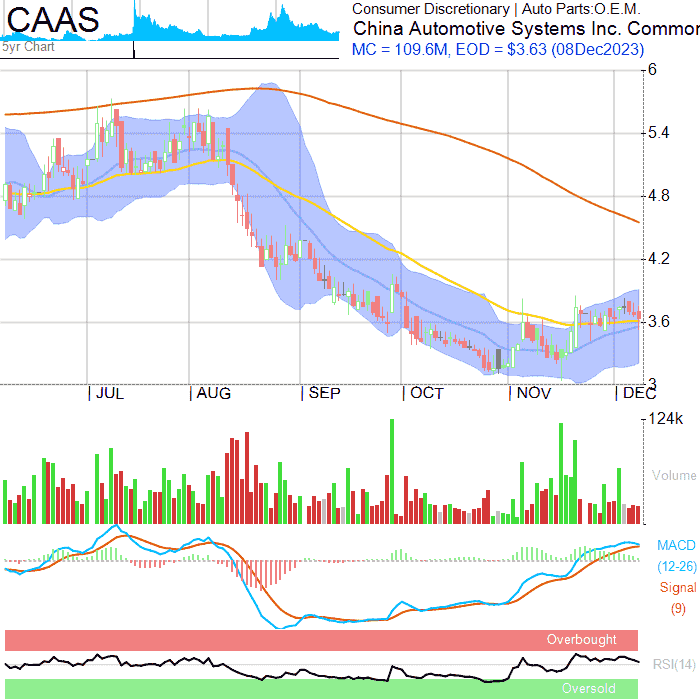 CAAS
Consumer Discretionary | Auto Parts:O.E.M.
China Automotive Systems Inc. Common
5yr Chart
MC = 109.6M, EOD = $3.63 (08Dec2023)
6
5.4
4.8
4.2
3.6
3
JUL AUG SEP OCT NOV DEC
124k
Volume
MACD
(12-26)
Signal
(9)
Overbought
RSI(14)
Oversold